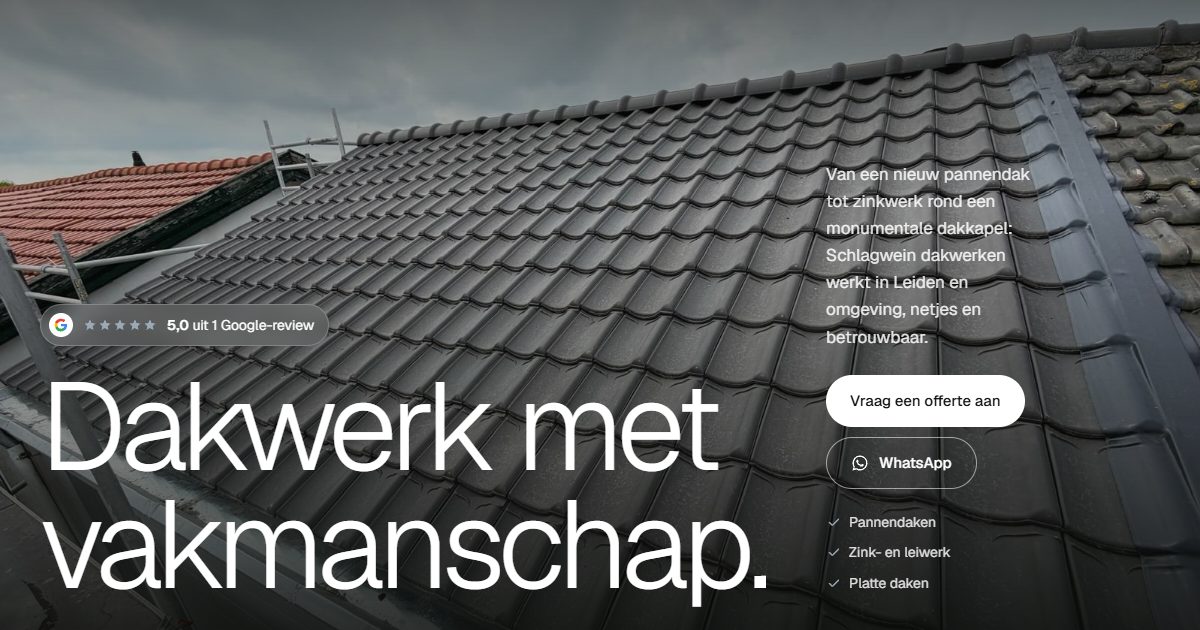 5,0 uit 1 Google-review
Dakwerk met
vakmanschap.
Van een nieuw pannendak
tot zinkwerk rond een
monumentale dakkapel:
Schlagwein dakwerken
werkt in Leiden en
omgeving, netjes en
betrouwbaar.
Vraag een offerte aan
WhatsApp
Pannendaken
Zink- en leiwerk
Platte daken